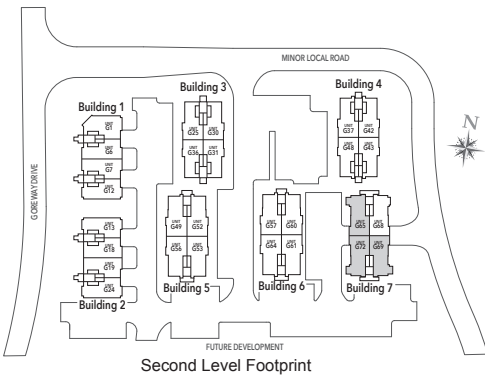 MINOR LOCAL ROAD
GOREWAY DRIVE
N
Building 1
UNIT
G1
UNIT
G6
UNIT
G7
UNIT
G12
UNIT
G13
UNIT
G18
UNIT
G19
UNIT
G24
Building 2
Building 3
UNIT
G25
UNIT
G30
UNIT
G36
UNIT
G31
UNIT
G49
UNIT
G52
UNIT
G56
UNIT
G53
Building 5
Building 4
UNIT
G37
UNIT
G42
UNIT
G48
UNIT
G43
UNIT
G57
UNIT
G60
UNIT
G64
UNIT
G61
Building 6
UNIT
G65
UNIT
G68
UNIT
G72
UNIT
G69
Building 7
FUTURE DEVELOPMENT
Second Level Footprint